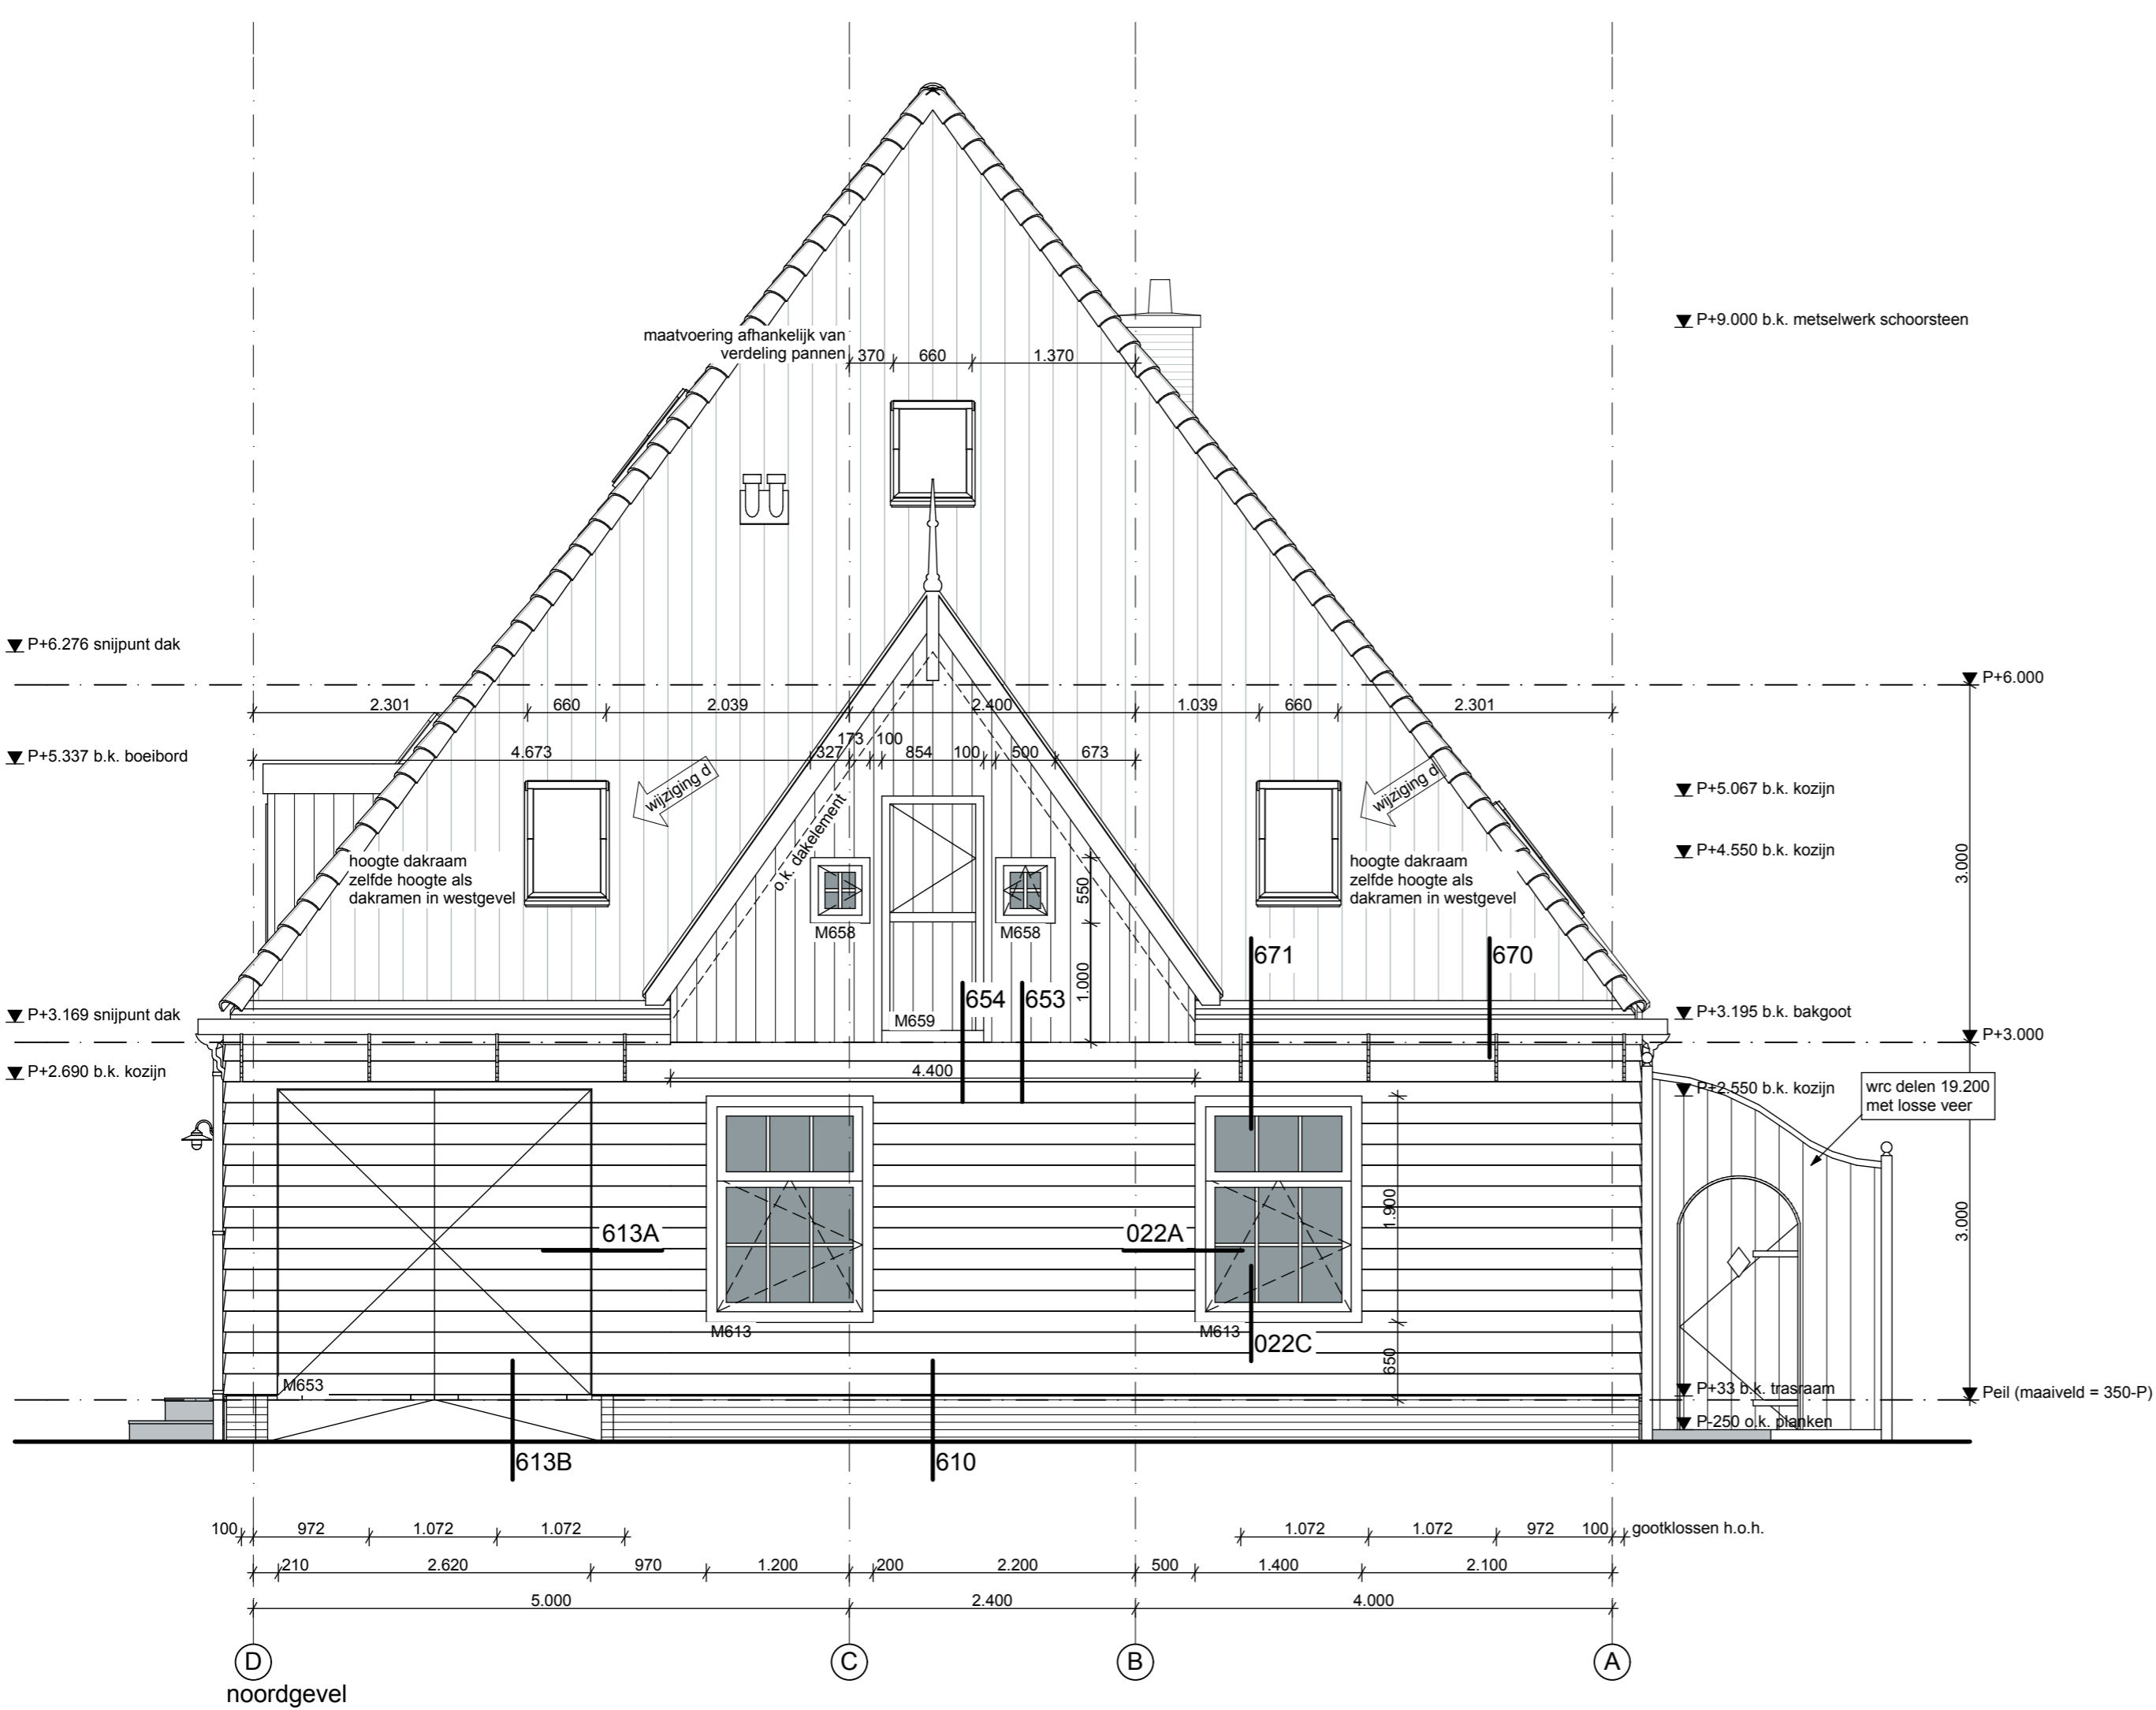 P+9.000 b.k. metselwerk schoorsteen
maatvoering afhankelijk van
verdeling pannen
370 660 1.370
P+6.276 snijpunt dak
P+6.000
2.301 660 2.039 2.400 1.039 660 2.301
173 100
P+5.337 b.k. boeibord
4.673 327 854 100 500 673
wijziging d
wijziging d
P+5.067 b.k. kozijn
o.k. dakelement
P+4.550 b.k. kozijn
hoogte dakraam
zelfde hoogte als
dakramen in westgevel
hoogte dakraam
zelfde hoogte als
dakramen in westgevel
3.000
550
M658
M658
671
670
1.000
654
653
M659
P+3.169 snijpunt dak
P+3.195 b.k. bakgoot
P+3.000
P+2.690 b.k. kozijn
4.400
P+2.550 b.k. kozijn
wrc delen 19.200
met losse veer
1.900
3.000
613A
022A
M613
M613
022C
650
M653
P+33 b.k. trasraam
Peil (maaiveld = 350-P)
P-250 o.k. planken
613B
610
100 972 1.072 1.072 1.072 1.072 972 100 gootklossen h.o.h.
210 2.620 970 1.200 200 2.200 500 1.400 2.100
5.000 2.400 4.000
D C B A
noordgevel